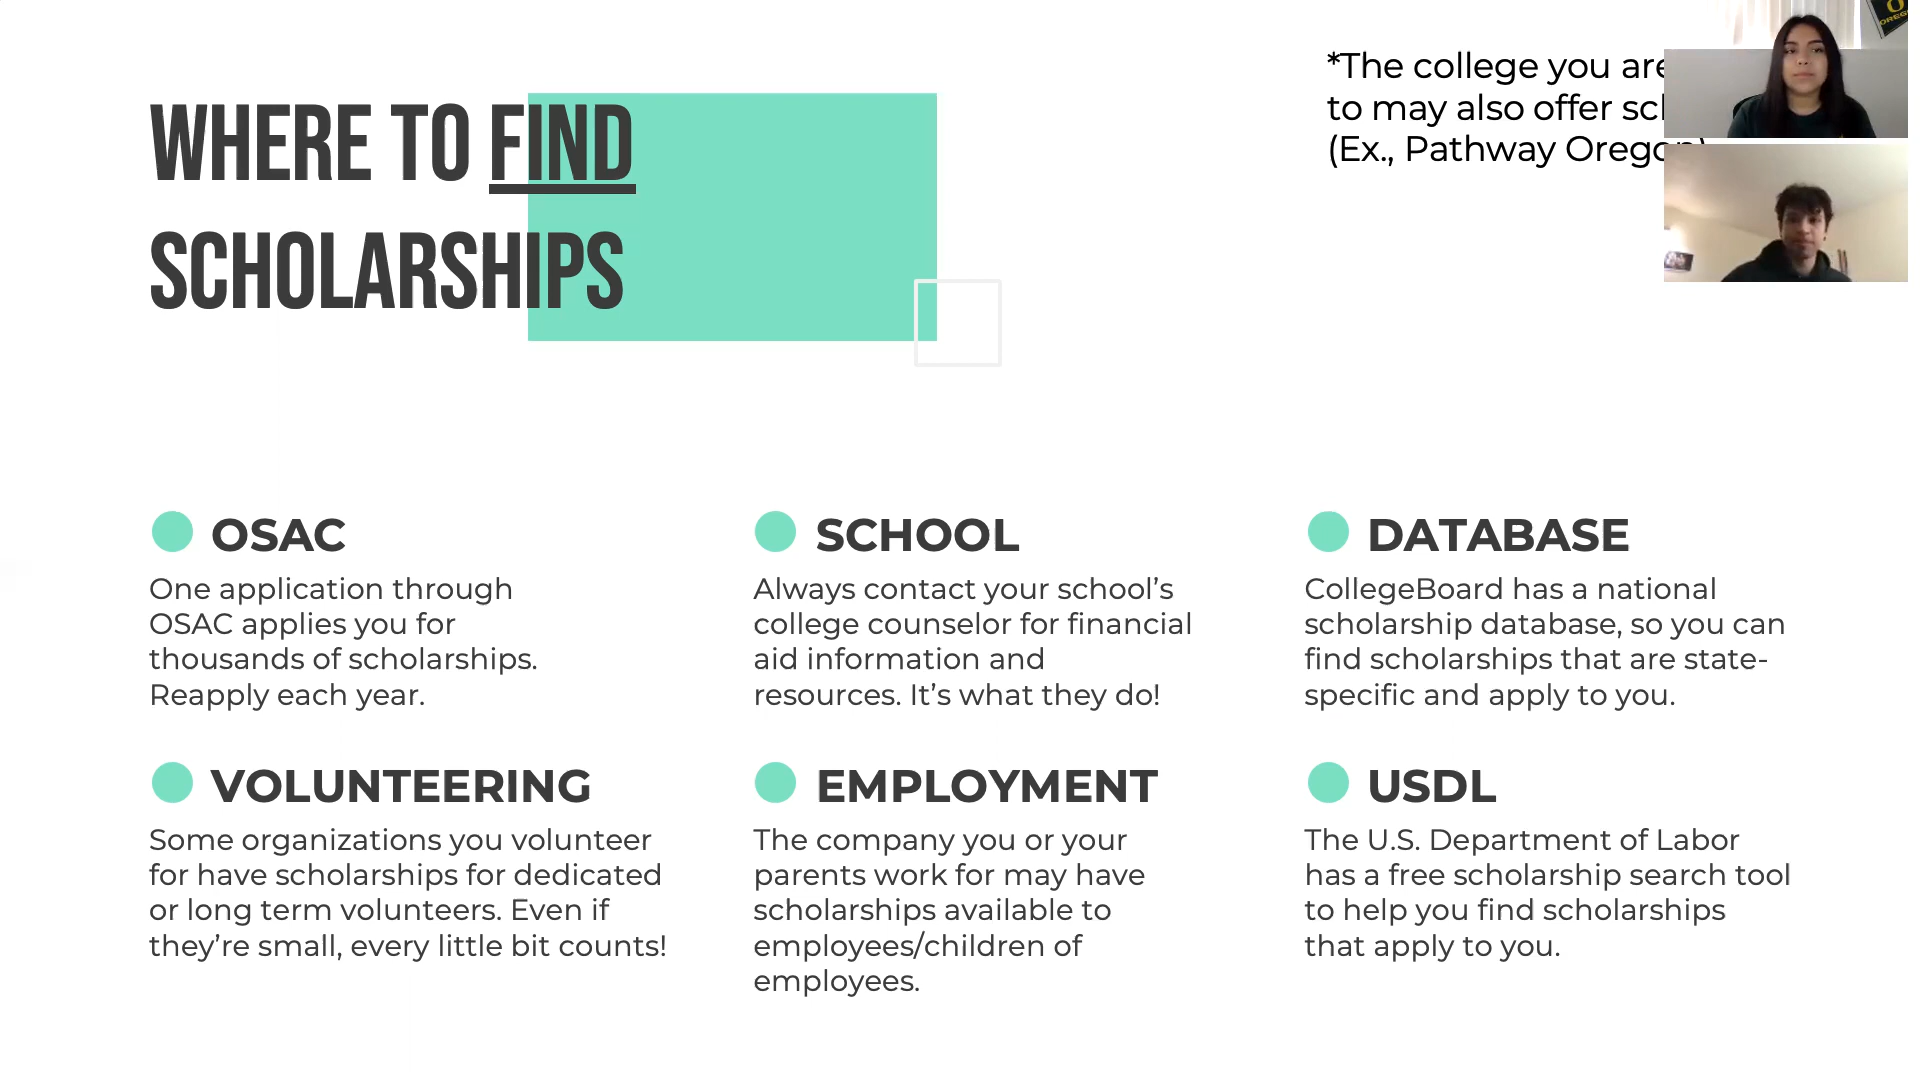 WHERE TO FIND
SCHOLARSHIPS
*The college you are
to may also offer
(Ex., Pathway Oregon)
OSAC
One application through
OSAC applies you for
thousands of scholarships.
Reapply each year.
SCHOOL
Always contact your school’s
college counselor for financial
aid information and
resources. It’s what they do!
DATABASE
CollegeBoard has a national
scholarship database, so you can
find scholarships that are state-
specific and apply to you.
VOLUNTEERING
Some organizations you volunteer
for have scholarships for dedicated
or long term volunteers. Even if
they’re small, every little bit counts!
EMPLOYMENT
The company you or your
parents work for may have
scholarships available to
employees/children of
employees.
USDL
The U.S. Department of Labor
has a free scholarship search tool
to help you find scholarships
that apply to you.